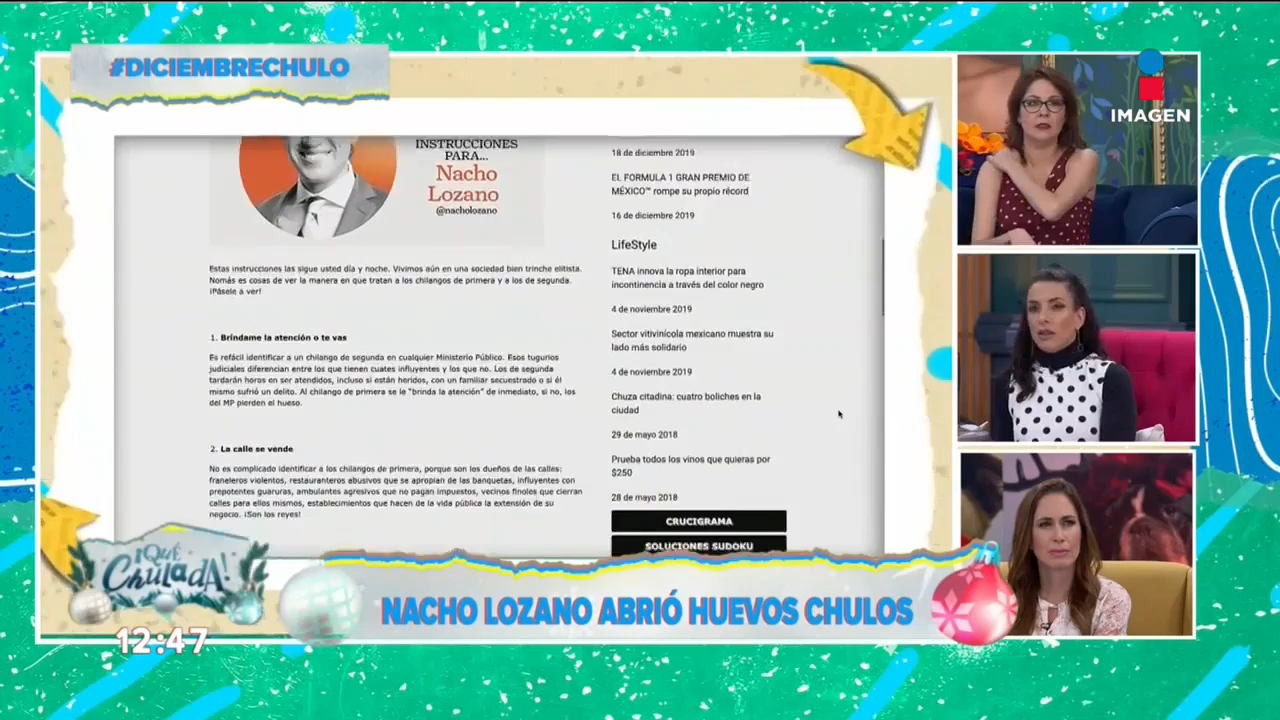 #DICIEMBRECHULO
IMAGEN
INSTRUCCIONES
PARA...
Nacho
Lozano
@nacholozano
Estas instrucciones las sigue usted día y noche. Vivimos aún en una sociedad bien trinche elitista.
Nomás es cosas de ver la manera en que tratan a los chilangos de primera y a los de segunda.
¡Pásele a ver!
1. Bríndame la atención o te vas
Es refácil identificar a un chilango de segunda en cualquier Ministerio Público. Esos tugurios
judiciales diferencian entre los que tienen cuates influyentes y los que no. Los de segunda
tardarán horas en ser atendidos, incluso si están heridos, con un familiar secuestrado o si él
mismo sufrió un delito. Al chilango de primera se le "brinda la atención" de inmediato, si no, los
del MP pierden el hueso.
2. La calle se vende
No es complicado identificar a los chilangos de primera, porque son los dueños de las calles:
franeleros violentos, restauranteros abusivos que se apropian de las banquetas, influyentes con
prepotentes guaruras, ambulantes agresivos que no pagan impuestos, vecinos finoles que cierran
calles para ellos mismos, establecimientos que hacen de la vida pública la extensión de su
negocio. ¡Son los reyes!
18 de diciembre 2019
EL FORMULA 1 GRAN PREMIO DE
MÉXICO™ rompe su propio récord
16 de diciembre 2019
LifeStyle
TENA innova la ropa interior para
incontinencia a través del color negro
4 de noviembre 2019
Sector vitivinícola mexicano muestra su
lado más solidario
4 de noviembre 2019
Chuza citadina: cuatro boliches en la
ciudad
29 de mayo 2018
Prueba todos los vinos que quieras por
$250
28 de mayo 2018
CRUCIGRAMA
SOLUCIONES SUDOKU
¡QUÉ
ChuladA!
NACHO LOZANO ABRIÓ HUEVOS CHULOS
12:47